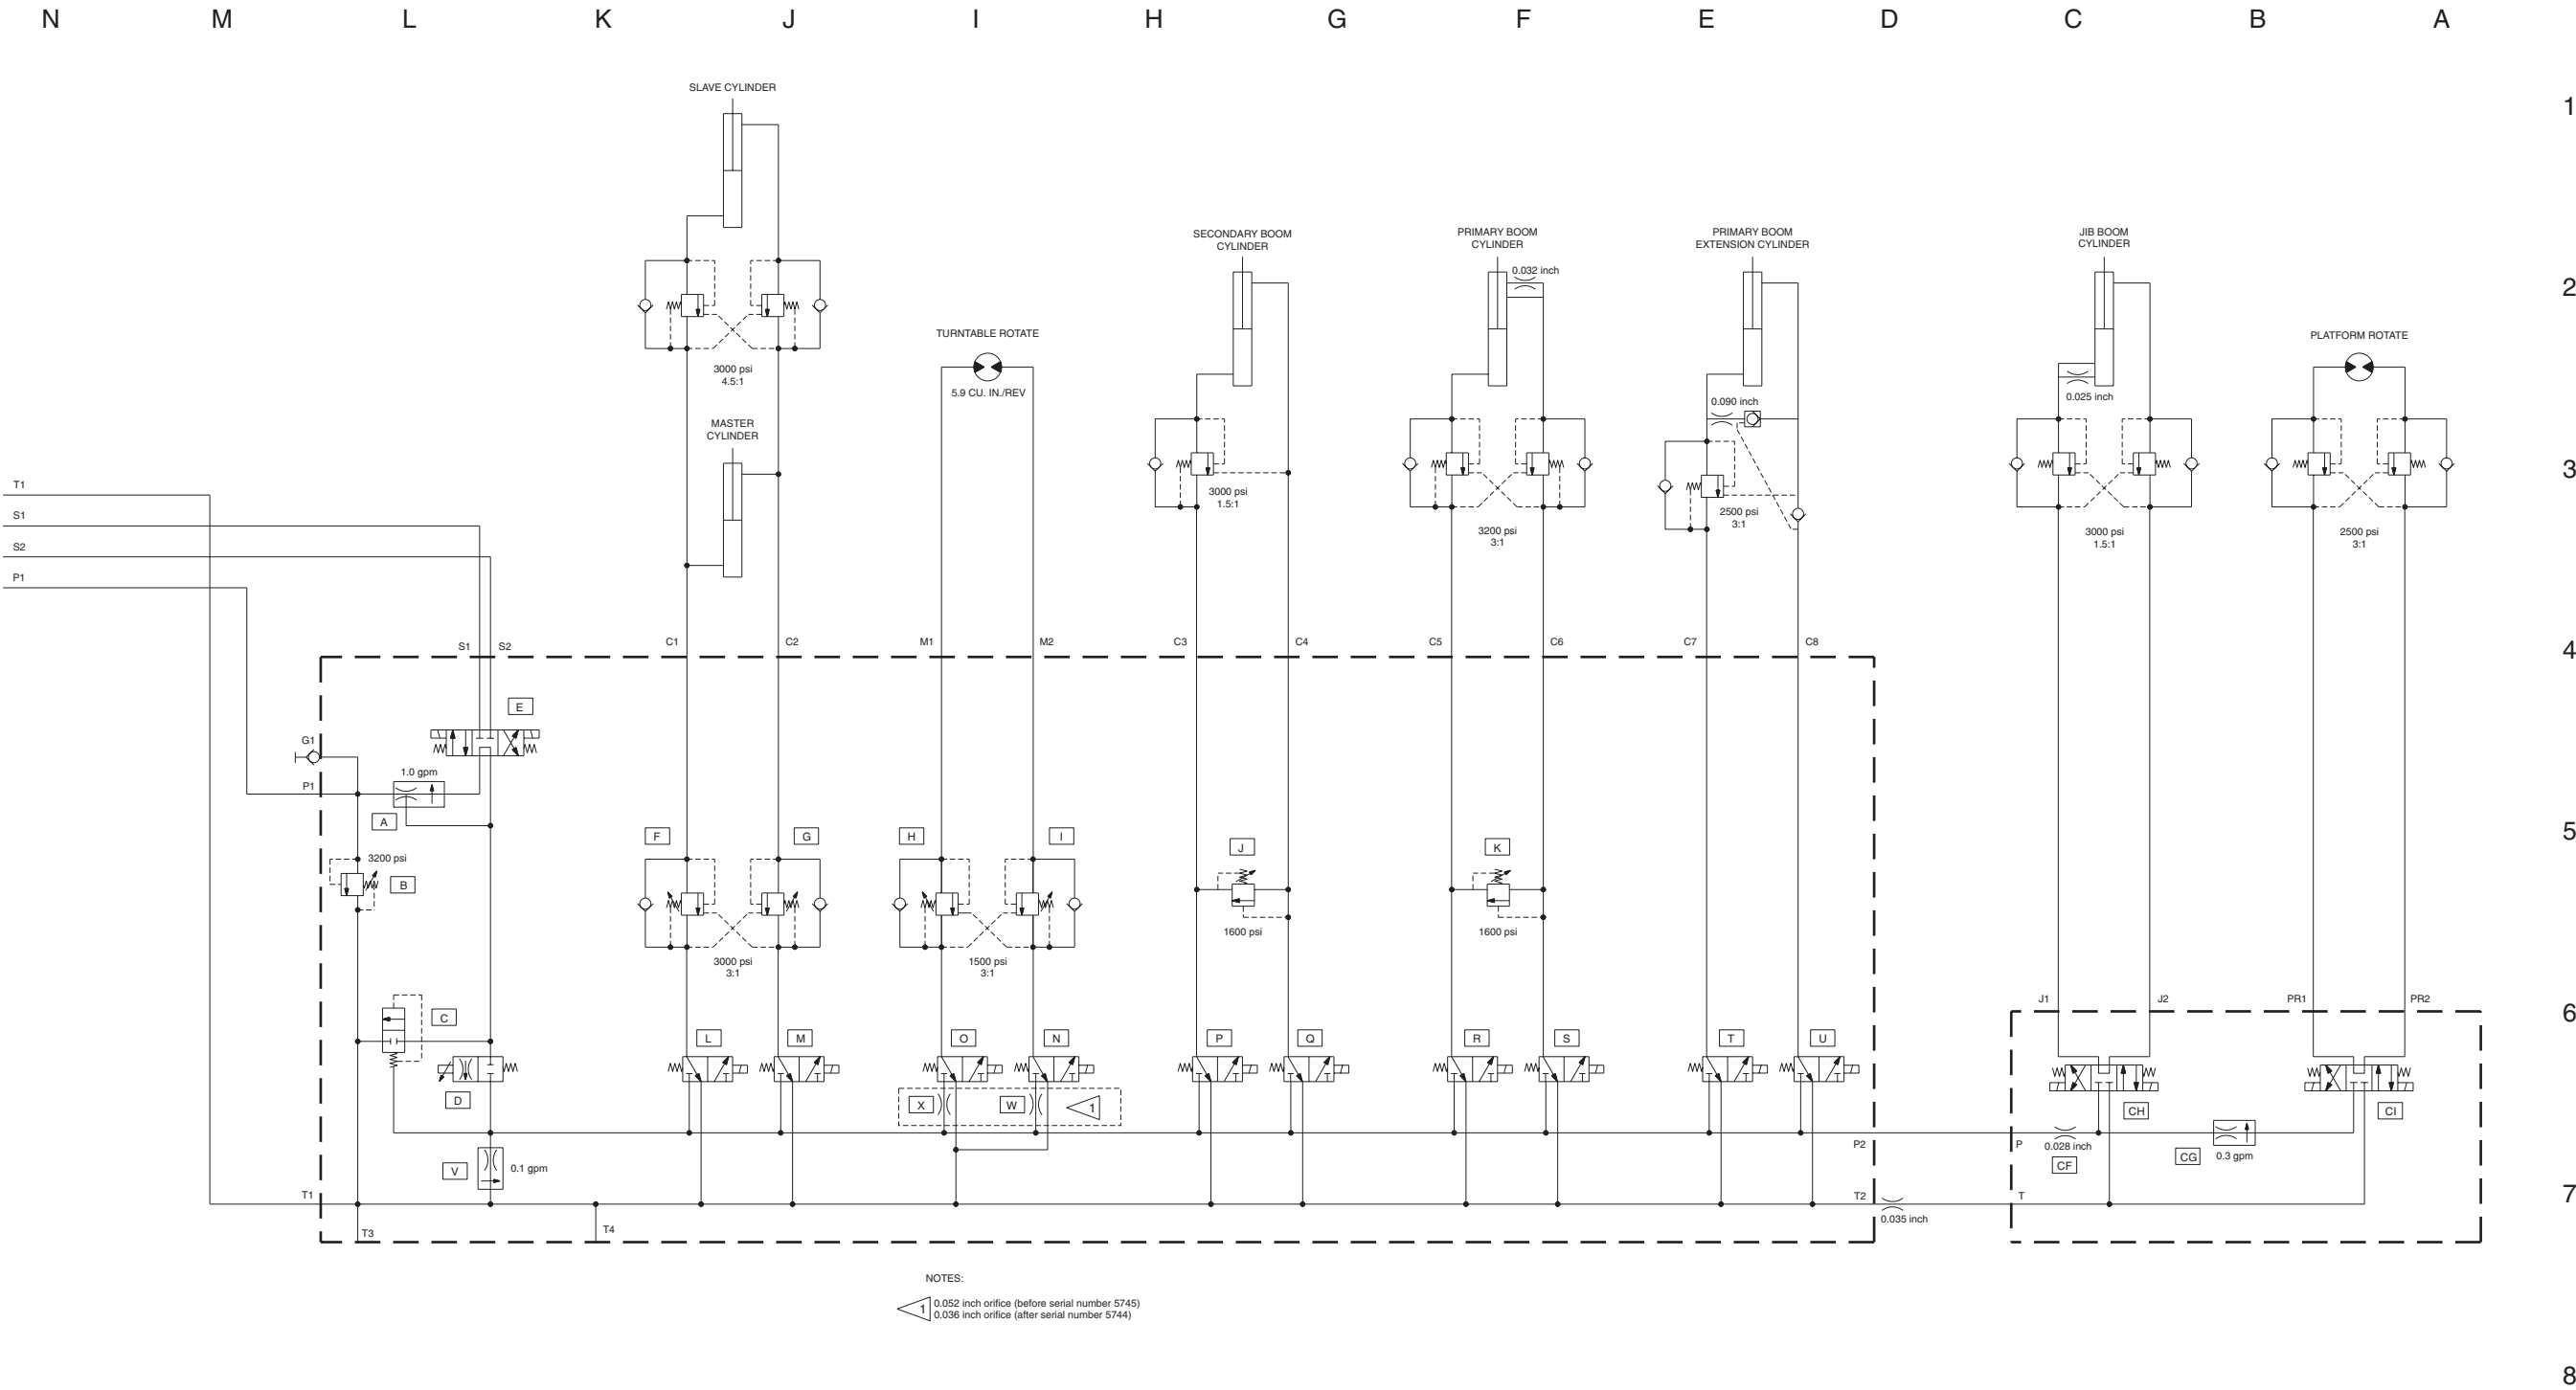 N M L K J I H G F E D C B A
1
SLAVE CYLINDER
SECONDARY BOOM
CYLINDER
PRIMARY BOOM
CYLINDER
PRIMARY BOOM
EXTENSION CYLINDER
JIB BOOM
CYLINDER
0.032 inch
2
TURNTABLE ROTATE
PLATFORM ROTATE
3000 psi
4.5:1
5.9 CU. IN./REV
0.025 inch
0.090 inch
MASTER
CYLINDER
3
T1
3000 psi
1.5:1
S1
2500 psi
3:1
3200 psi
3:1
3000 psi
1.5:1
2500 psi
3:1
S2
P1
S1 S2 C1 C2 M1 M2 C3 C4 C5 C6 C7 C8
4
E
G1
1.0 gpm
P1
A
F G H I J K
5
3200 psi
B
1600 psi
1600 psi
3000 psi
3:1
1500 psi
3:1
J1 J2 PR1 PR2
6
C
L M O N P Q R S T U
D
X W 1
CH CI
P2 P
0.028 inch
CF
CG
0.3 gpm
V
0.1 gpm
T1 T2 T
7
0.035 inch
T3
T4
NOTES:
1
0.052 inch orifice (before serial number 5745)
0.036 inch orifice (after serial number 5744)
8